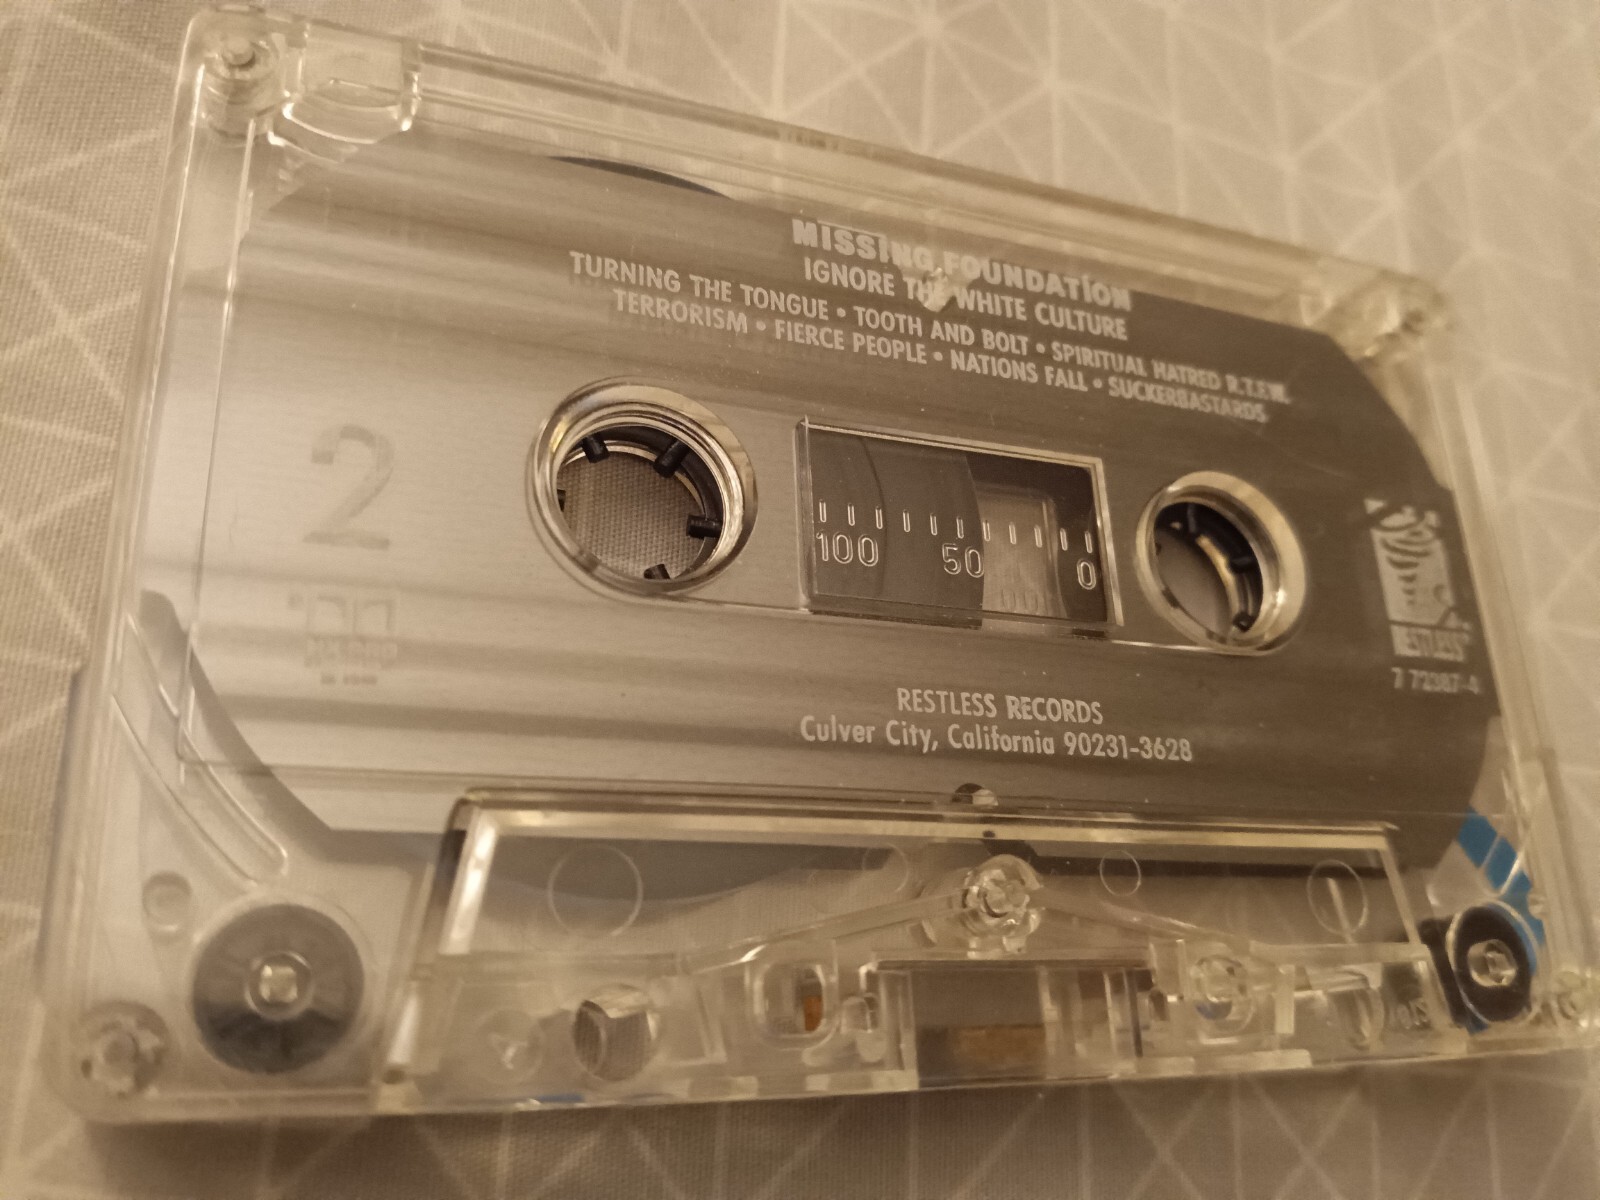 MISSING FOUNDATION
IGNORE THE WHITE CULTURE
TURNING THE TONGUE • TOOTH AND BOLT • SPIRITUAL HATRED R.T.F.W.
TERRORISM • FIERCE PEOPLE • NATIONS FALL • SUCKERBASTARDS
2
100 50 0
RESTLESS
7 72387-4
RESTLESS RECORDS
Culver City, California 90231-3628